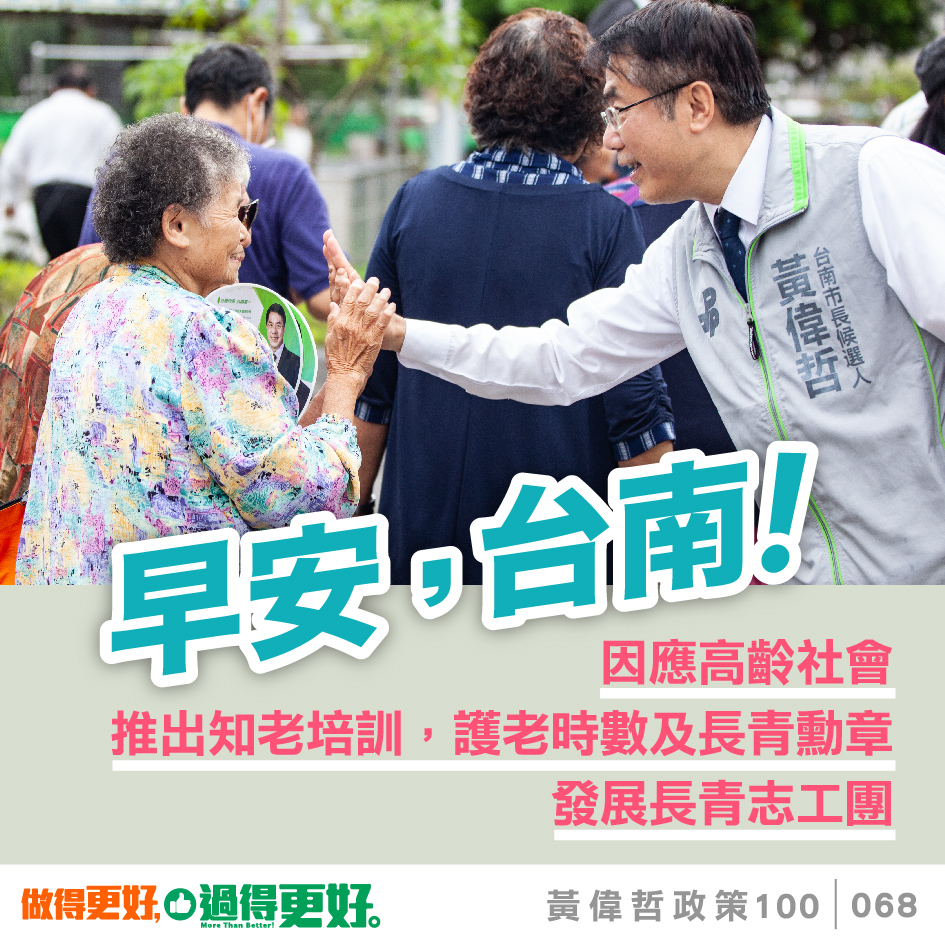 台南市長候選人
黃偉哲
早安，台南！
因應高齡社會
推出知老培訓，護老時數及長青勳章
發展長青志工團
做得更好，過得更好。
More Than Better!
黃偉哲政策100 | 068